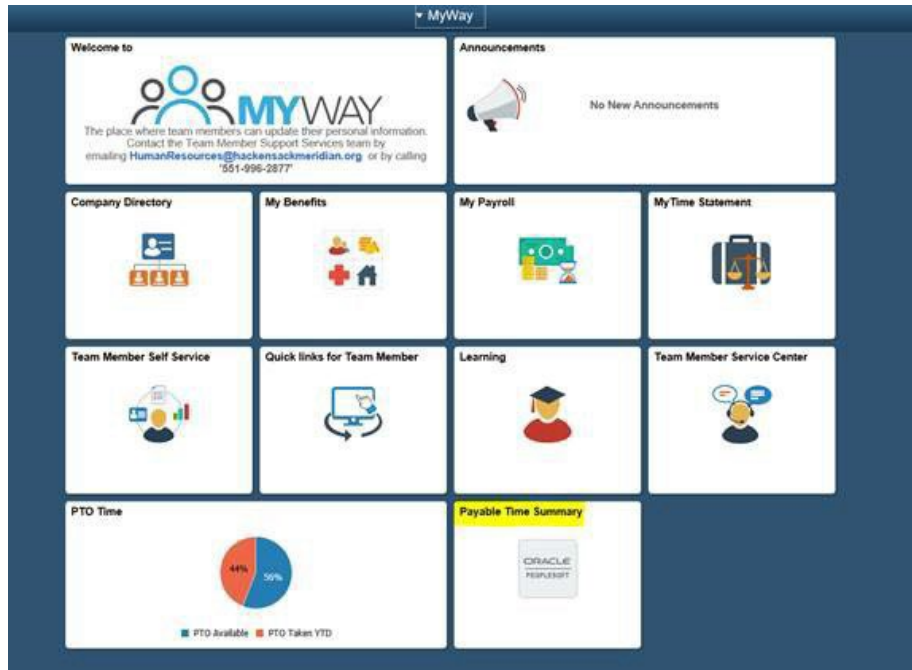 MyWay
Welcome to
MYWAY
The place where team members can update their personal information.
Contact the Team Member Support Services team by
emailing HumanResources@hackensackmeridian.org or by calling
'551-996-2877'
Announcements
No New Announcements
Company Directory
My Benefits
My Payroll
MyTime Statement
Team Member Self Service
Quick links for Team Member
Learning
Team Member Service Center
PTO Time
44%
56%
PTO Available
PTO Taken YTD
Payable Time Summary
ORACLE
PEOPLESOFT